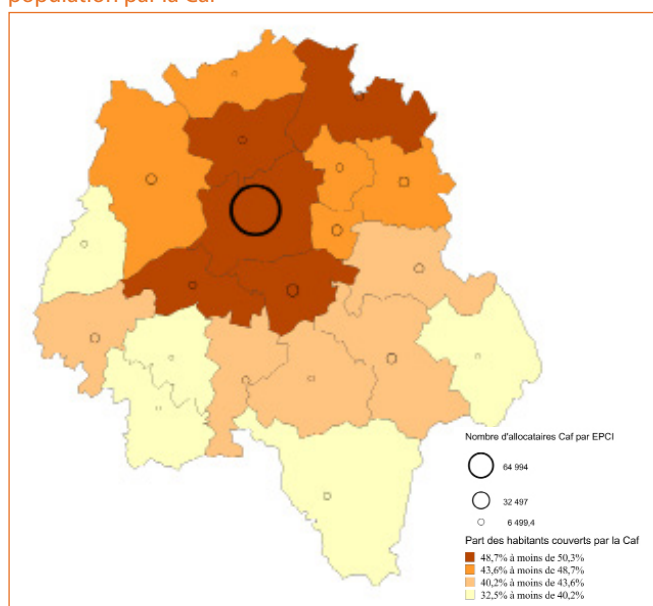 population par la Caf
Nombre d'allocataires Caf par EPCI
64 994
32 497
6 499,4
Part des habitants couverts par la Caf
48,7% à moins de 50,3%
43,6% à moins de 48,7%
40,2% à moins de 43,6%
32,5% à moins de 40,2%